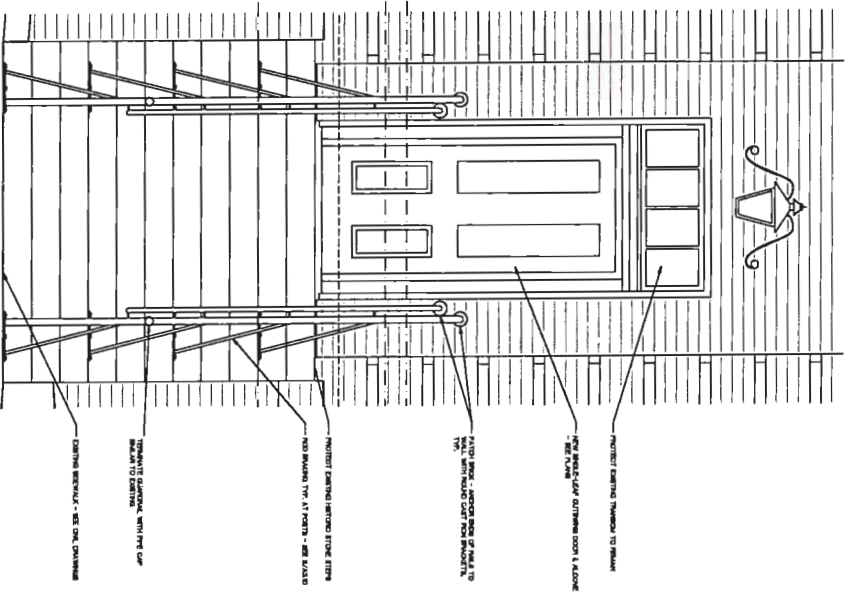 PROTECT EXISTING TRANSOM TO REMAIN
NEW SINGLE-LEAF OUTSWING DOOR &
- SEE PLANS
PATCH BRICK - ANCHOR ENDS OF RAILS TO
WALL WITH ROUND CAST IRON BRACKETS,
TYP.
PROTECT EXISTING HISTORIC STONE STEPS
ROD BRACING TYP. AT POSTS - SEE
TERMINATE GUARDRAIL WITH PIPE CAP
SIMILAR TO EXISTING
EXISTING SIDEWALK - SEE CIVIL DRAWINGS